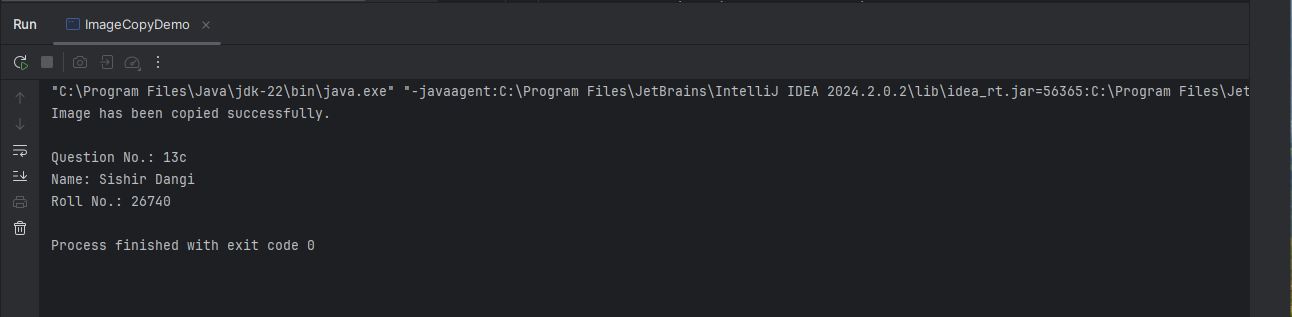 Run ImageCopyDemo
"C:\Program Files\Java\jdk-22\bin\java.exe" "-javaagent:C:\Program Files\JetBrains\IntelliJ IDEA 2024.2.0.2\lib\idea_rt.jar=56365:C:\Program Files\Jet
Image has been copied successfully.
Question No.: 13c
Name: Sishir Dangi
Roll No.: 26740
Process finished with exit code 0